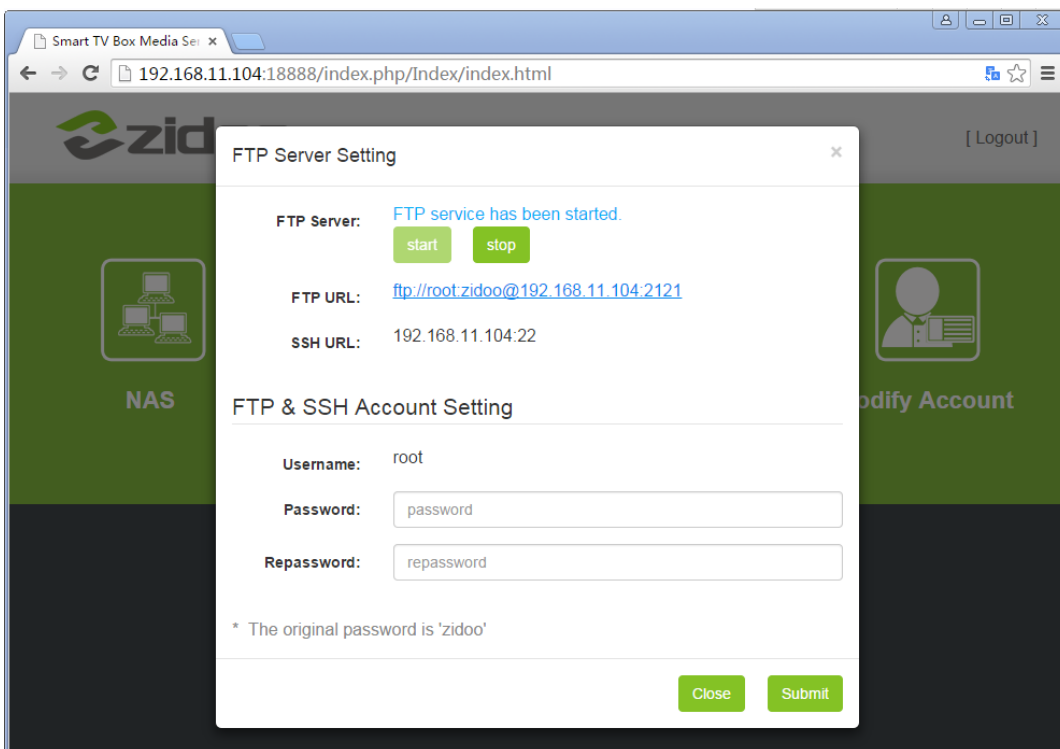 Smart TV Box Media Ser
192.168.11.104:18888/index.php/Index/index.html
zid
[ Logout ]
FTP Server Setting
FTP Server: FTP service has been started.
start stop
FTP URL: ftp://root:zidoo@192.168.11.104:2121
SSH URL: 192.168.11.104:22
NAS
odify Account
FTP & SSH Account Setting
Username: root
Password: password
Repassword: repassword
* The original password is 'zidoo'
Close Submit